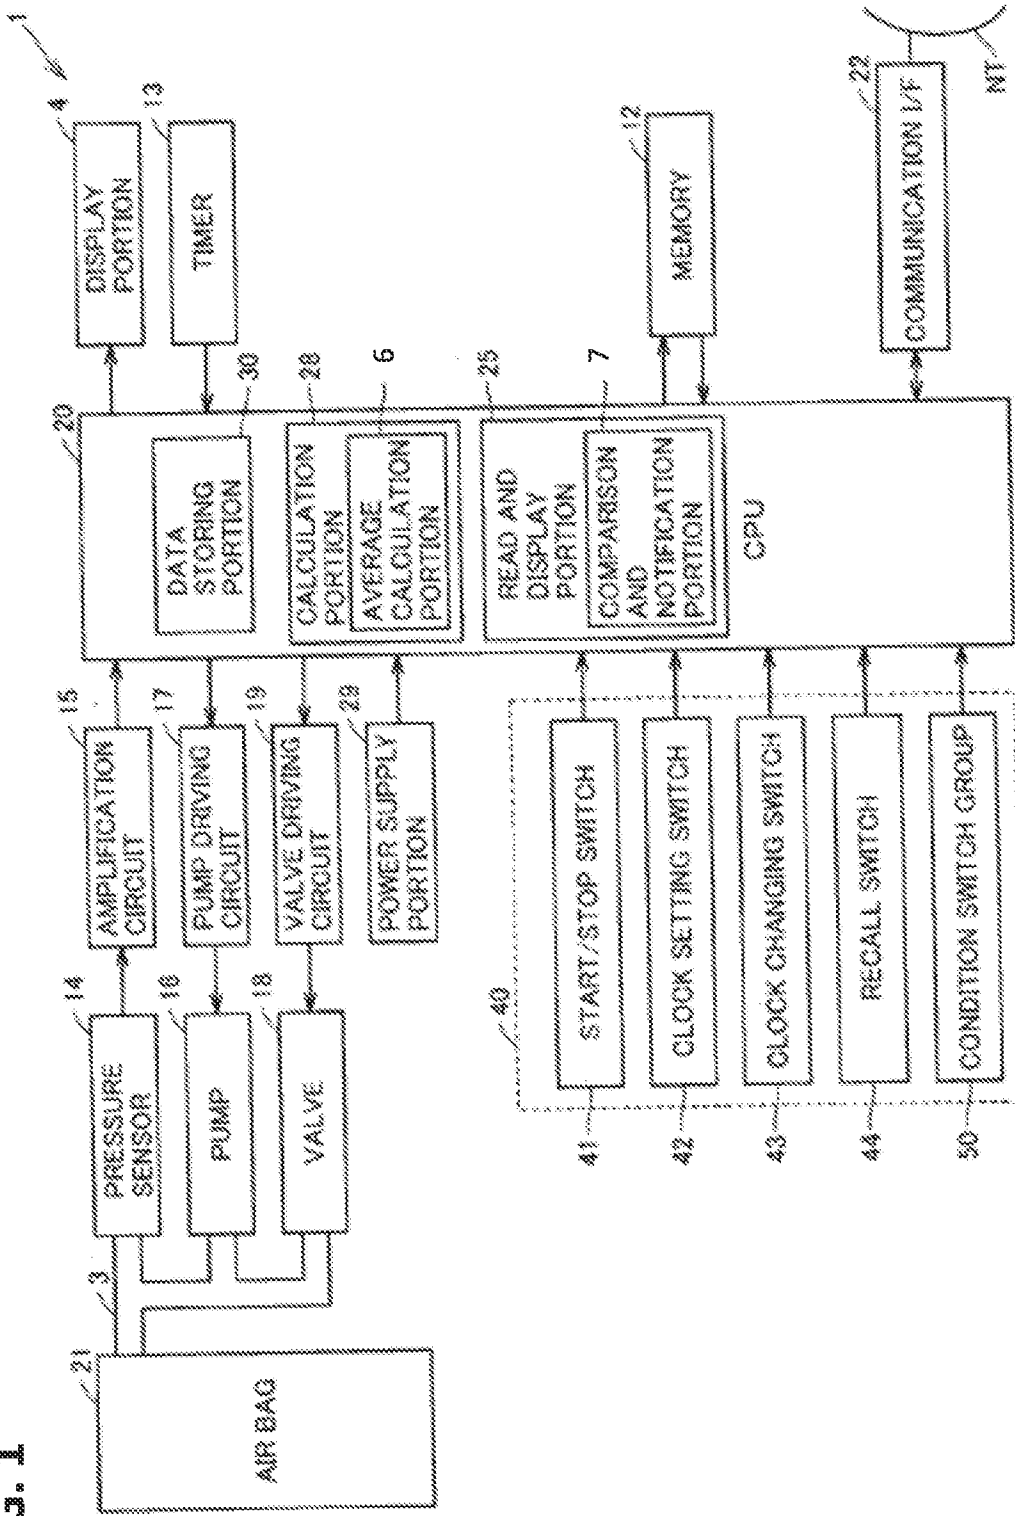 G. 1
1
21
AIR BAG
3
14
PRESSURE
SENSOR
16
PUMP
18
VALVE
15
AMPLIFICATION
CIRCUIT
17
PUMP DRIVING
CIRCUIT
19
VALVE DRIVING
CIRCUIT
29
POWER SUPPLY
PORTION
20
DATA
STORING
PORTION
30
CALCULATION
PORTION
28
AVERAGE
CALCULATION
PORTION
6
READ AND
DISPLAY
PORTION
25
COMPARISON
AND
NOTIFICATION
PORTION
7
CPU
4
DISPLAY
PORTION
13
TIMER
12
MEMORY
22
COMMUNICATION I/F
NT
40
41
START/STOP SWITCH
42
CLOCK SETTING SWITCH
43
CLOCK CHANGING SWITCH
44
RECALL SWITCH
50
CONDITION SWITCH GROUP